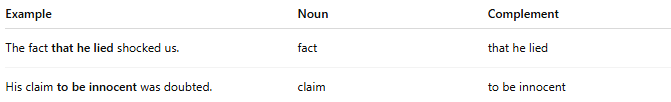 Example Noun Complement
The fact that he lied shocked us. fact that he lied
His claim to be innocent was doubted. claim to be innocent